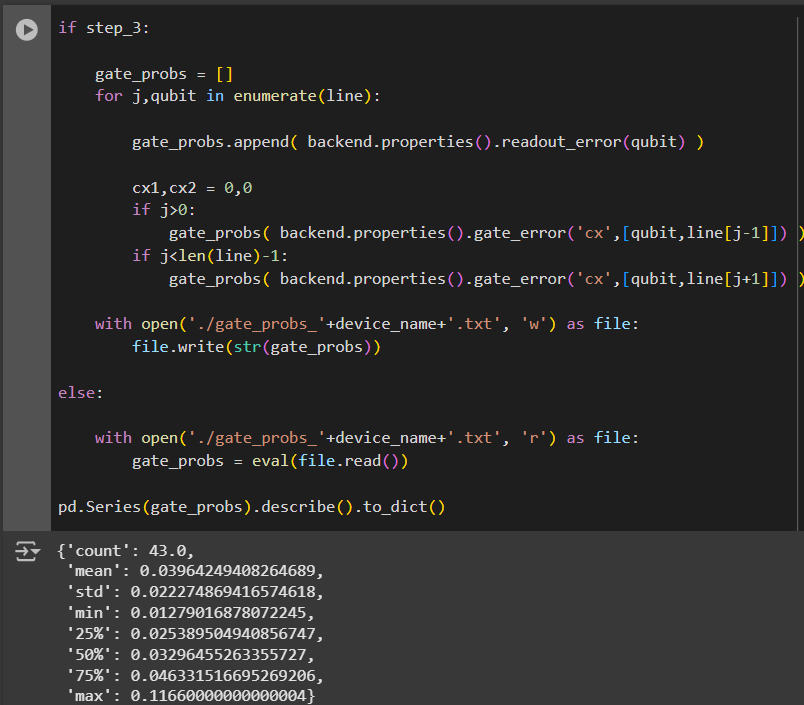 if step_3:
gate_probs = []
for j,qubit in enumerate(line):
gate_probs.append( backend.properties().readout_error(qubit) )
cx1,cx2 = 0,0
if j>0:
gate_probs( backend.properties().gate_error('cx',[qubit,line[j-1]]) )
if j<len(line)-1:
gate_probs( backend.properties().gate_error('cx',[qubit,line[j+1]]) )
with open('./gate_probs_'+device_name+'.txt', 'w') as file:
file.write(str(gate_probs))
else:
with open('./gate_probs_'+device_name+'.txt', 'r') as file:
gate_probs = eval(file.read())
pd.Series(gate_probs).describe().to_dict()
{'count': 43.0,
'mean': 0.03964249408264689,
'std': 0.022274869416574618,
'min': 0.01279016878072245,
'25%': 0.025389504940856747,
'50%': 0.03296455263355727,
'75%': 0.046331516695269206,
'max': 0.11660000000000004}